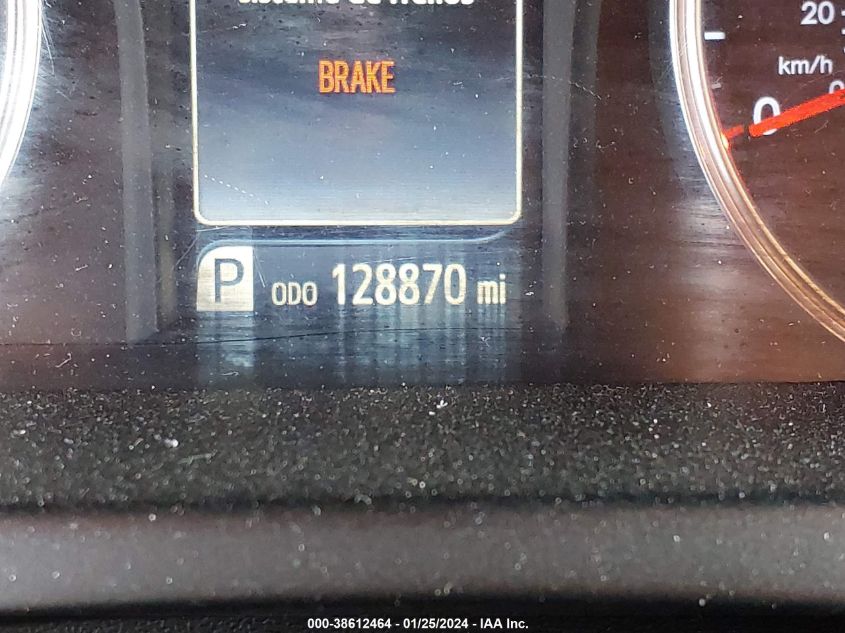 BRAKE
20
km/h
0
P ODO 128870 mi
000-38612464 - 01/25/2024 - IAA Inc.